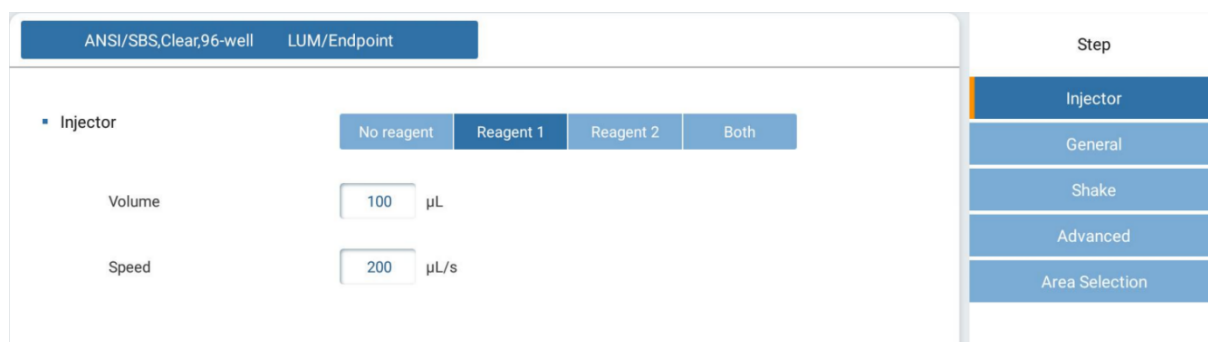 ANSI/SBS,Clear,96-well LUM/Endpoint
Injector
No reagent Reagent 1 Reagent 2 Both
Volume 100 μL
Speed 200 μL/s
Step
Injector
General
Shake
Advanced
Area Selection